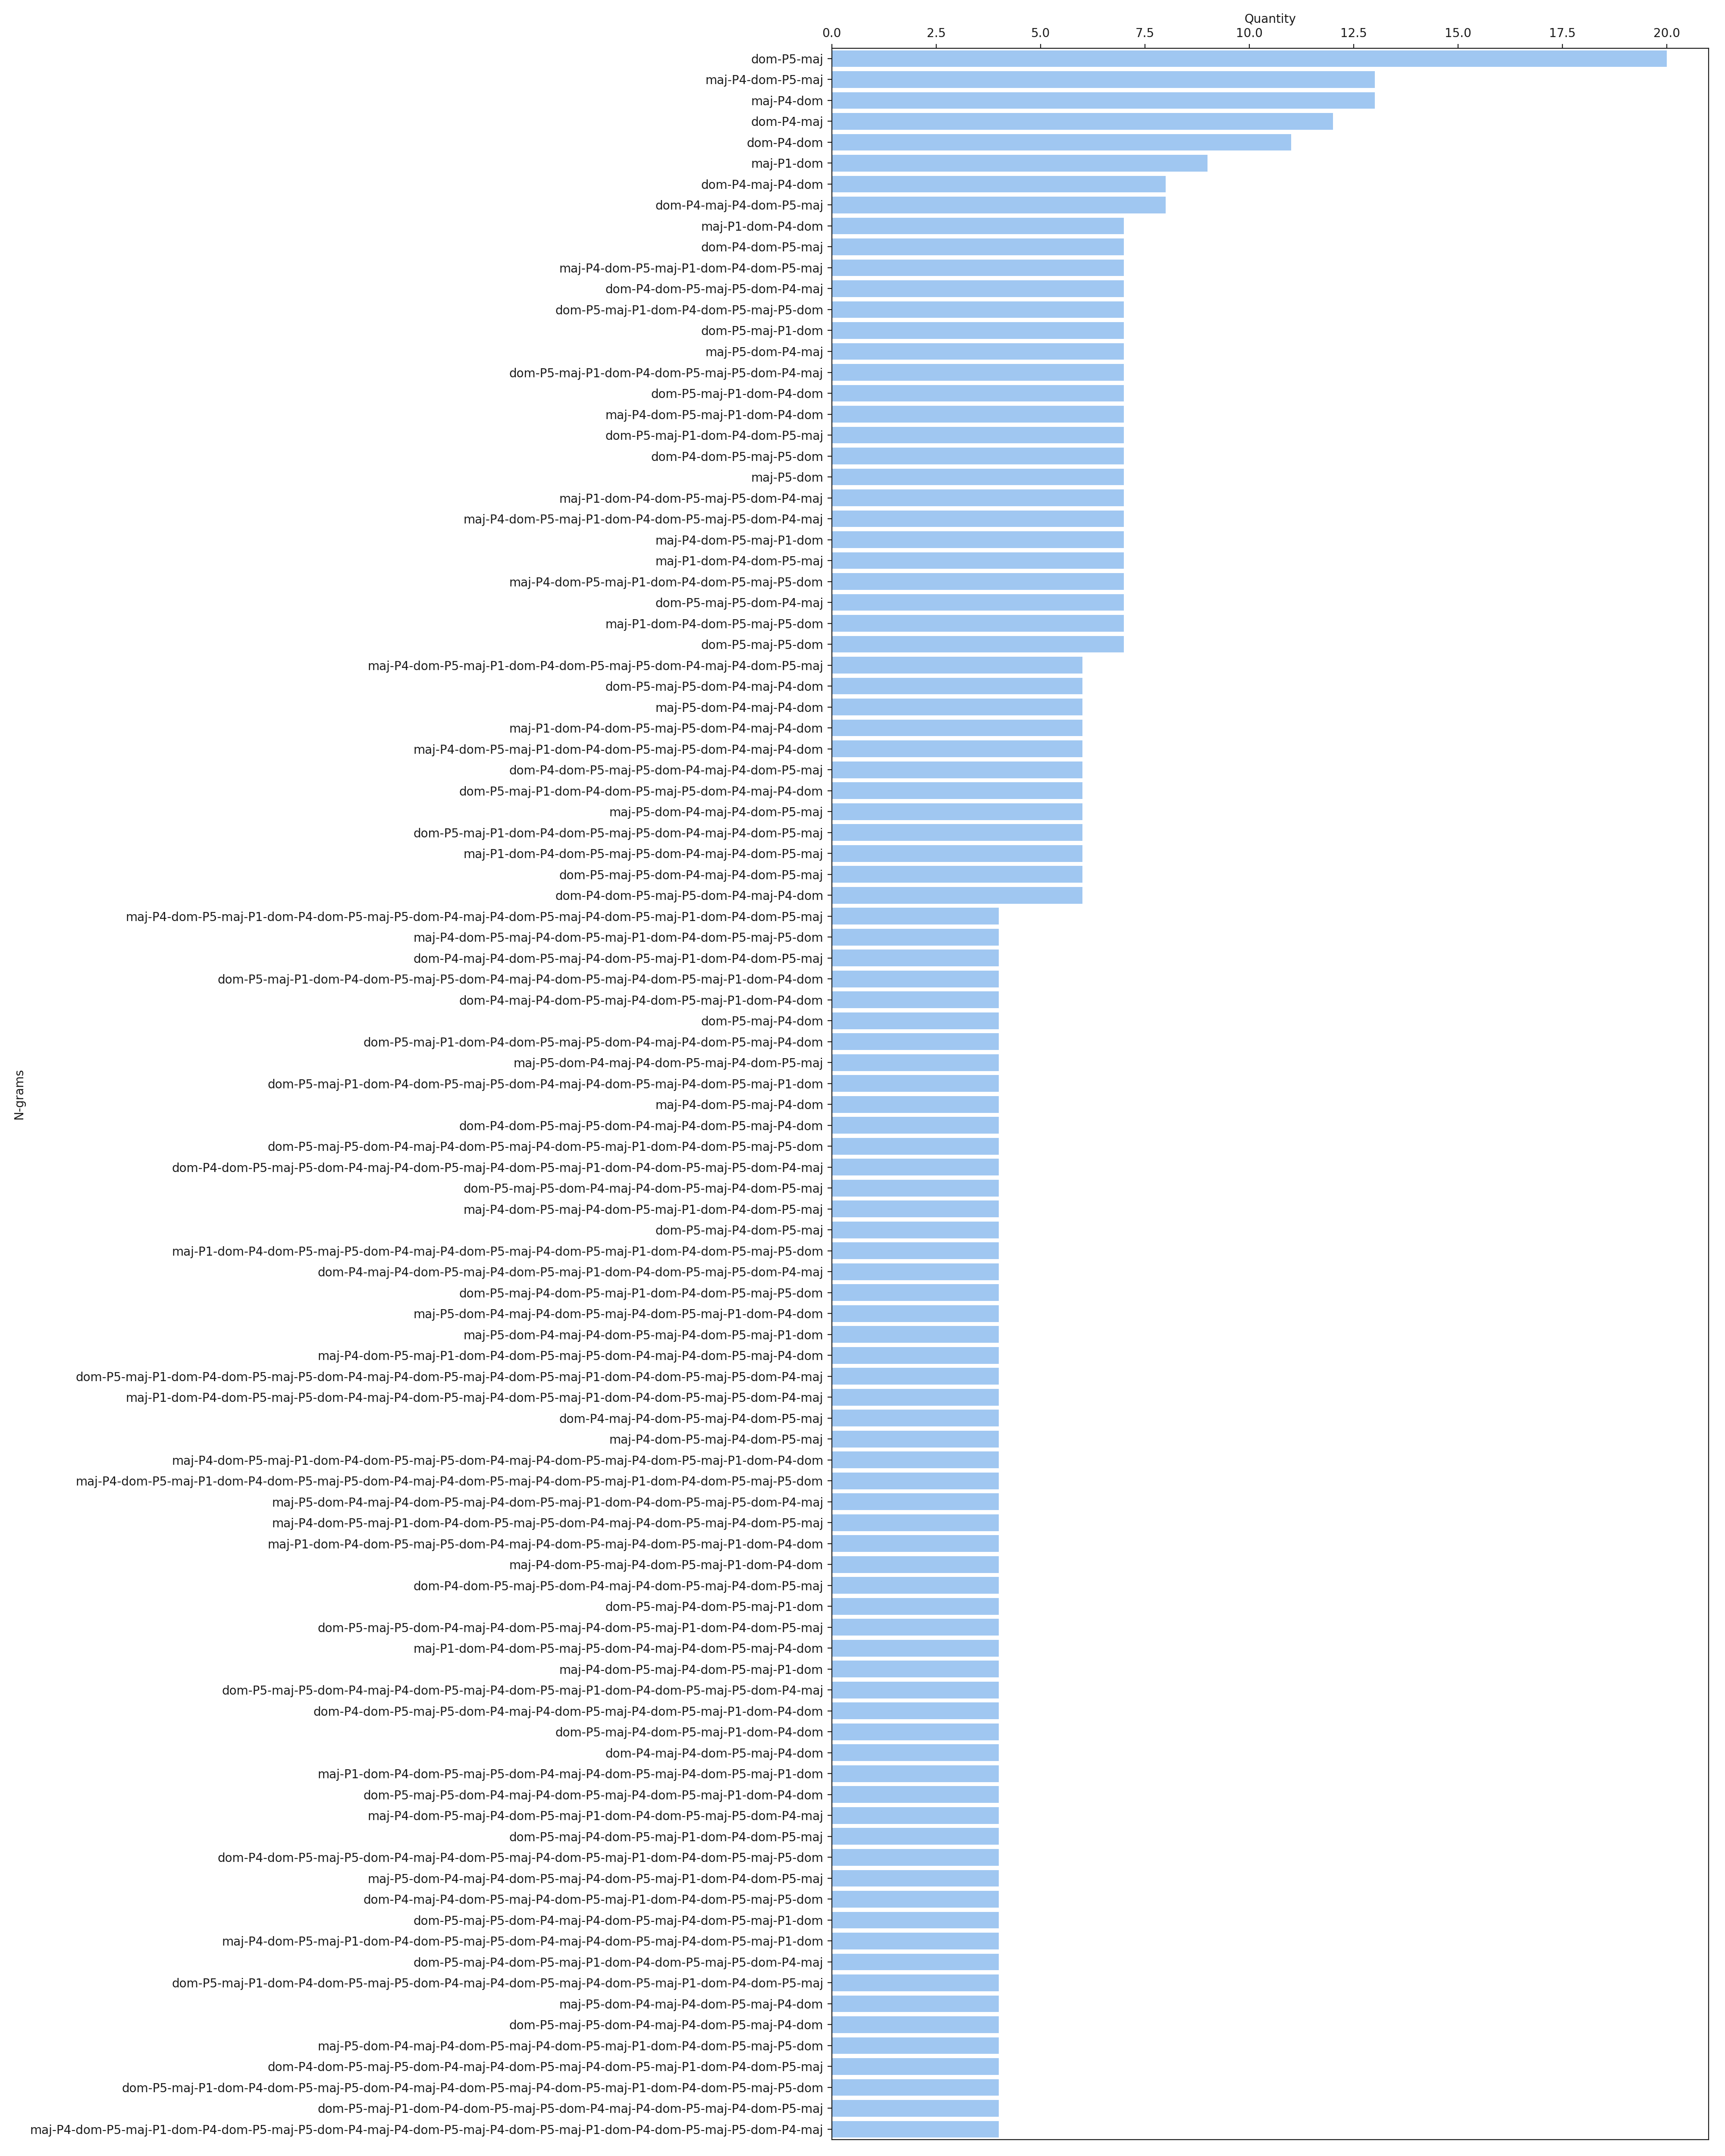 Quantity
0.0 2.5 5.0 7.5 10.0 12.5 15.0 17.5 20.0
dom-P5-maj
maj-P4-dom-P5-maj
maj-P4-dom
dom-P4-maj
dom-P4-dom
maj-P1-dom
dom-P4-maj-P4-dom
dom-P4-maj-P4-dom-P5-maj
maj-P1-dom-P4-dom
dom-P4-dom-P5-maj
maj-P4-dom-P5-maj-P1-dom-P4-dom-P5-maj
dom-P4-dom-P5-maj-P5-dom-P4-maj
dom-P5-maj-P1-dom-P4-dom-P5-maj-P5-dom
dom-P5-maj-P1-dom
maj-P5-dom-P4-maj
dom-P5-maj-P1-dom-P4-dom-P5-maj-P5-dom-P4-maj
dom-P5-maj-P1-dom-P4-dom
maj-P4-dom-P5-maj-P1-dom-P4-dom
dom-P5-maj-P1-dom-P4-dom-P5-maj
dom-P4-dom-P5-maj-P5-dom
maj-P5-dom
maj-P1-dom-P4-dom-P5-maj-P5-dom-P4-maj
maj-P4-dom-P5-maj-P1-dom-P4-dom-P5-maj-P5-dom-P4-maj
maj-P4-dom-P5-maj-P1-dom
maj-P1-dom-P4-dom-P5-maj
maj-P4-dom-P5-maj-P1-dom-P4-dom-P5-maj-P5-dom
dom-P5-maj-P5-dom-P4-maj
maj-P1-dom-P4-dom-P5-maj-P5-dom
dom-P5-maj-P5-dom
maj-P4-dom-P5-maj-P1-dom-P4-dom-P5-maj-P5-dom-P4-maj-P4-dom-P5-maj
dom-P5-maj-P5-dom-P4-maj-P4-dom
maj-P5-dom-P4-maj-P4-dom
maj-P1-dom-P4-dom-P5-maj-P5-dom-P4-maj-P4-dom
maj-P4-dom-P5-maj-P1-dom-P4-dom-P5-maj-P5-dom-P4-maj-P4-dom
dom-P4-dom-P5-maj-P5-dom-P4-maj-P4-dom-P5-maj
dom-P5-maj-P1-dom-P4-dom-P5-maj-P5-dom-P4-maj-P4-dom
maj-P5-dom-P4-maj-P4-dom-P5-maj
dom-P5-maj-P1-dom-P4-dom-P5-maj-P5-dom-P4-maj-P4-dom-P5-maj
maj-P1-dom-P4-dom-P5-maj-P5-dom-P4-maj-P4-dom-P5-maj
dom-P5-maj-P5-dom-P4-maj-P4-dom-P5-maj
dom-P4-dom-P5-maj-P5-dom-P4-maj-P4-dom
maj-P4-dom-P5-maj-P1-dom-P4-dom-P5-maj-P5-dom-P4-maj-P4-dom-P5-maj-P4-dom-P5-maj-P1-dom-P4-dom-P5-maj
maj-P4-dom-P5-maj-P4-dom-P5-maj-P1-dom-P4-dom-P5-maj-P5-dom
dom-P4-maj-P4-dom-P5-maj-P4-dom-P5-maj-P1-dom-P4-dom-P5-maj
dom-P5-maj-P1-dom-P4-dom-P5-maj-P5-dom-P4-maj-P4-dom-P5-maj-P4-dom-P5-maj-P1-dom-P4-dom
dom-P4-maj-P4-dom-P5-maj-P4-dom-P5-maj-P1-dom-P4-dom
dom-P5-maj-P4-dom
dom-P5-maj-P1-dom-P4-dom-P5-maj-P5-dom-P4-maj-P4-dom-P5-maj-P4-dom
maj-P5-dom-P4-maj-P4-dom-P5-maj-P4-dom-P5-maj
dom-P5-maj-P1-dom-P4-dom-P5-maj-P5-dom-P4-maj-P4-dom-P5-maj-P4-dom-P5-maj-P1-dom
maj-P4-dom-P5-maj-P4-dom
dom-P4-dom-P5-maj-P5-dom-P4-maj-P4-dom-P5-maj-P4-dom
dom-P5-maj-P5-dom-P4-maj-P4-dom-P5-maj-P4-dom-P5-maj-P1-dom-P4-dom-P5-maj-P5-dom
dom-P4-dom-P5-maj-P5-dom-P4-maj-P4-dom-P5-maj-P4-dom-P5-maj-P1-dom-P4-dom-P5-maj-P5-dom-P4-maj
dom-P5-maj-P5-dom-P4-maj-P4-dom-P5-maj-P4-dom-P5-maj
maj-P4-dom-P5-maj-P4-dom-P5-maj-P1-dom-P4-dom-P5-maj
dom-P5-maj-P4-dom-P5-maj
maj-P1-dom-P4-dom-P5-maj-P5-dom-P4-maj-P4-dom-P5-maj-P4-dom-P5-maj-P1-dom-P4-dom-P5-maj-P5-dom
dom-P4-maj-P4-dom-P5-maj-P4-dom-P5-maj-P1-dom-P4-dom-P5-maj-P5-dom-P4-maj
dom-P5-maj-P4-dom-P5-maj-P1-dom-P4-dom-P5-maj-P5-dom
maj-P5-dom-P4-maj-P4-dom-P5-maj-P4-dom-P5-maj-P1-dom-P4-dom
maj-P5-dom-P4-maj-P4-dom-P5-maj-P4-dom-P5-maj-P1-dom
maj-P4-dom-P5-maj-P1-dom-P4-dom-P5-maj-P5-dom-P4-maj-P4-dom-P5-maj-P4-dom
dom-P5-maj-P1-dom-P4-dom-P5-maj-P5-dom-P4-maj-P4-dom-P5-maj-P4-dom-P5-maj-P1-dom-P4-dom-P5-maj-P5-dom-P4-maj
maj-P1-dom-P4-dom-P5-maj-P5-dom-P4-maj-P4-dom-P5-maj-P4-dom-P5-maj-P1-dom-P4-dom-P5-maj-P5-dom-P4-maj
dom-P4-maj-P4-dom-P5-maj-P4-dom-P5-maj
maj-P4-dom-P5-maj-P4-dom-P5-maj
maj-P4-dom-P5-maj-P1-dom-P4-dom-P5-maj-P5-dom-P4-maj-P4-dom-P5-maj-P4-dom-P5-maj-P1-dom-P4-dom
maj-P4-dom-P5-maj-P1-dom-P4-dom-P5-maj-P5-dom-P4-maj-P4-dom-P5-maj-P4-dom-P5-maj-P1-dom-P4-dom-P5-maj-P5-dom
maj-P5-dom-P4-maj-P4-dom-P5-maj-P4-dom-P5-maj-P1-dom-P4-dom-P5-maj-P5-dom-P4-maj
maj-P4-dom-P5-maj-P1-dom-P4-dom-P5-maj-P5-dom-P4-maj-P4-dom-P5-maj-P4-dom-P5-maj
maj-P1-dom-P4-dom-P5-maj-P5-dom-P4-maj-P4-dom-P5-maj-P4-dom-P5-maj-P1-dom-P4-dom
maj-P4-dom-P5-maj-P4-dom-P5-maj-P1-dom-P4-dom
dom-P4-dom-P5-maj-P5-dom-P4-maj-P4-dom-P5-maj-P4-dom-P5-maj
dom-P5-maj-P4-dom-P5-maj-P1-dom
dom-P5-maj-P5-dom-P4-maj-P4-dom-P5-maj-P4-dom-P5-maj-P1-dom-P4-dom-P5-maj
maj-P1-dom-P4-dom-P5-maj-P5-dom-P4-maj-P4-dom-P5-maj-P4-dom
maj-P4-dom-P5-maj-P4-dom-P5-maj-P1-dom
dom-P5-maj-P5-dom-P4-maj-P4-dom-P5-maj-P4-dom-P5-maj-P1-dom-P4-dom-P5-maj-P5-dom-P4-maj
dom-P4-dom-P5-maj-P5-dom-P4-maj-P4-dom-P5-maj-P4-dom-P5-maj-P1-dom-P4-dom
dom-P5-maj-P4-dom-P5-maj-P1-dom-P4-dom
dom-P4-maj-P4-dom-P5-maj-P4-dom
maj-P1-dom-P4-dom-P5-maj-P5-dom-P4-maj-P4-dom-P5-maj-P4-dom-P5-maj-P1-dom
dom-P5-maj-P5-dom-P4-maj-P4-dom-P5-maj-P4-dom-P5-maj-P1-dom-P4-dom
maj-P4-dom-P5-maj-P4-dom-P5-maj-P1-dom-P4-dom-P5-maj-P5-dom-P4-maj
dom-P5-maj-P4-dom-P5-maj-P1-dom-P4-dom-P5-maj
dom-P4-dom-P5-maj-P5-dom-P4-maj-P4-dom-P5-maj-P4-dom-P5-maj-P1-dom-P4-dom-P5-maj-P5-dom
maj-P5-dom-P4-maj-P4-dom-P5-maj-P4-dom-P5-maj-P1-dom-P4-dom-P5-maj
dom-P4-maj-P4-dom-P5-maj-P4-dom-P5-maj-P1-dom-P4-dom-P5-maj-P5-dom
dom-P5-maj-P5-dom-P4-maj-P4-dom-P5-maj-P4-dom-P5-maj-P1-dom
maj-P4-dom-P5-maj-P1-dom-P4-dom-P5-maj-P5-dom-P4-maj-P4-dom-P5-maj-P4-dom-P5-maj-P1-dom
dom-P5-maj-P4-dom-P5-maj-P1-dom-P4-dom-P5-maj-P5-dom-P4-maj
dom-P5-maj-P1-dom-P4-dom-P5-maj-P5-dom-P4-maj-P4-dom-P5-maj-P4-dom-P5-maj-P1-dom-P4-dom-P5-maj
maj-P5-dom-P4-maj-P4-dom-P5-maj-P4-dom
dom-P5-maj-P5-dom-P4-maj-P4-dom-P5-maj-P4-dom
maj-P5-dom-P4-maj-P4-dom-P5-maj-P4-dom-P5-maj-P1-dom-P4-dom-P5-maj-P5-dom
dom-P4-dom-P5-maj-P5-dom-P4-maj-P4-dom-P5-maj-P4-dom-P5-maj-P1-dom-P4-dom-P5-maj
dom-P5-maj-P1-dom-P4-dom-P5-maj-P5-dom-P4-maj-P4-dom-P5-maj-P4-dom-P5-maj-P1-dom-P4-dom-P5-maj-P5-dom
dom-P5-maj-P1-dom-P4-dom-P5-maj-P5-dom-P4-maj-P4-dom-P5-maj-P4-dom-P5-maj
maj-P4-dom-P5-maj-P1-dom-P4-dom-P5-maj-P5-dom-P4-maj-P4-dom-P5-maj-P4-dom-P5-maj-P1-dom-P4-dom-P5-maj-P5-dom-P4-maj
N-grams